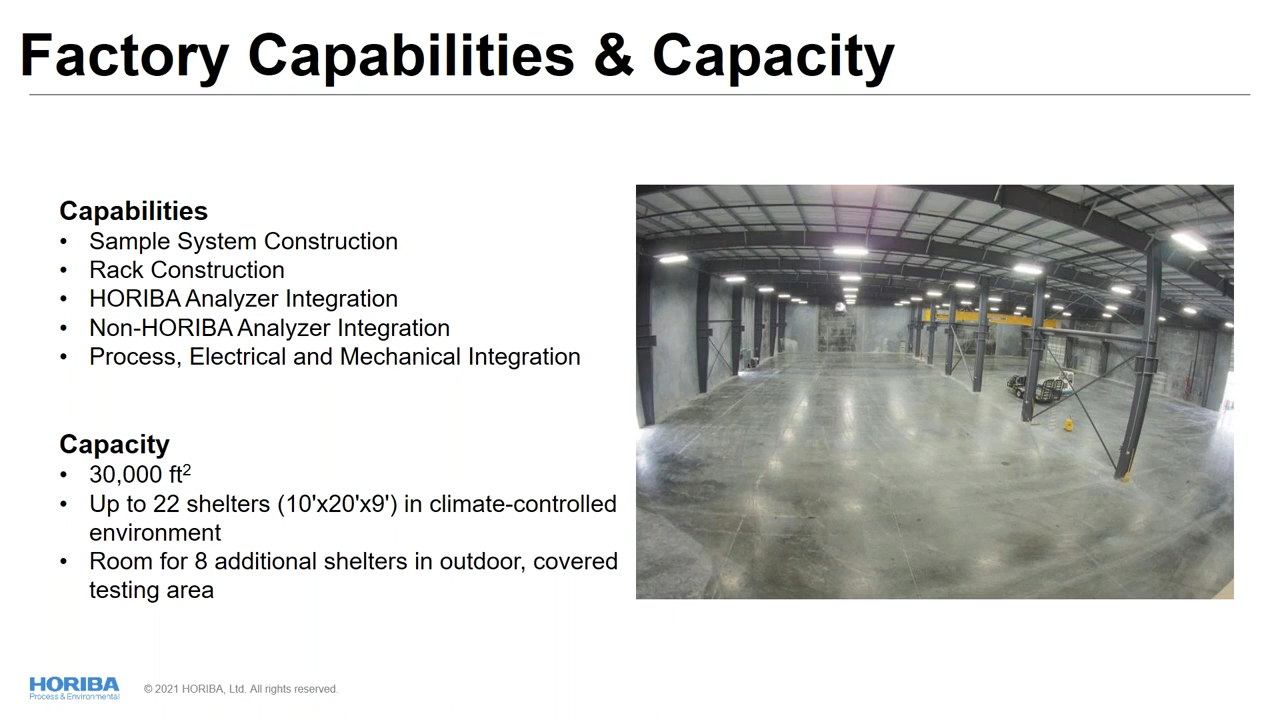 Factory Capabilities & Capacity
Capabilities
• Sample System Construction
• Rack Construction
• HORIBA Analyzer Integration
• Non-HORIBA Analyzer Integration
• Process, Electrical and Mechanical Integration
Capacity
• 30,000 ft²
• Up to 22 shelters (10'x20'x9') in climate-controlled
environment
• Room for 8 additional shelters in outdoor, covered
testing area
HORIBA
Process & Environmental
© 2021 HORIBA, Ltd. All rights reserved.